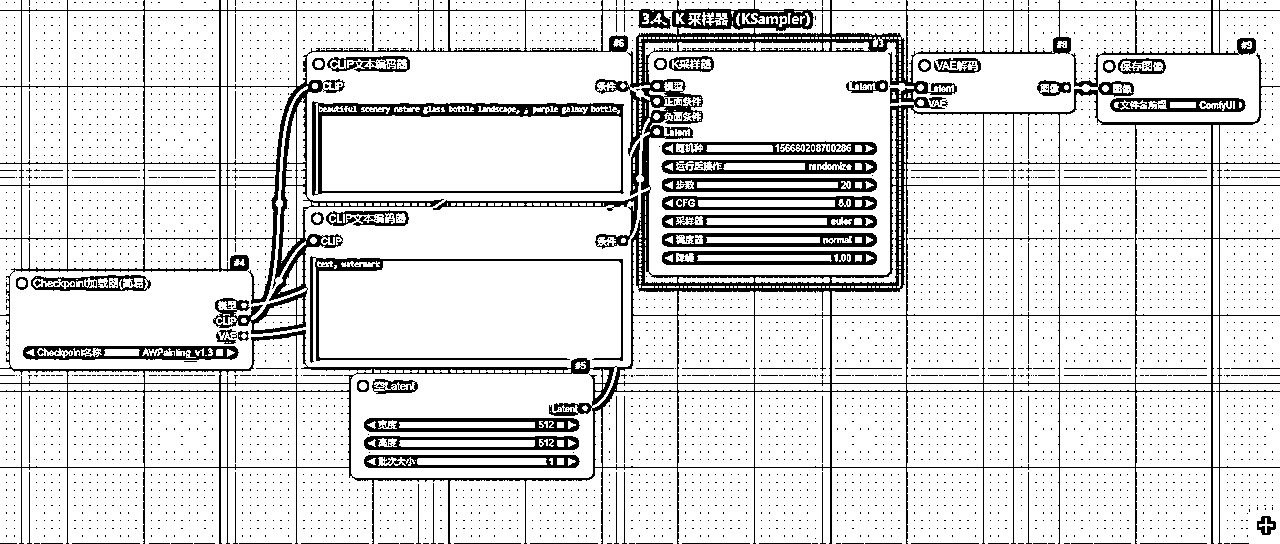 3.4、K 采样器 (KSampler)
#6
CLIP文本编码器
CLIP
条件
beautiful scenery nature glass bottle landscape, , purple galaxy bottle,
CLIP文本编码器
CLIP
条件
text, watermark
#4
Checkpoint加载器(简易)
模型
CLIP
VAE
Checkpoint名称 AWPainting_v1.3
#5
空Latent
Latent
宽度 512
高度 512
批次大小 1
#3
K采样器
模型
Latent
正面条件
负面条件
Latent
随机种 156680208700286
运行后操作 randomize
步数 20
CFG 8.0
采样器 euler
调度器 normal
降噪 1.00
#8
VAE解码
Latent
图像
VAE
#9
保存图像
图像
文件名前缀 ComfyUI